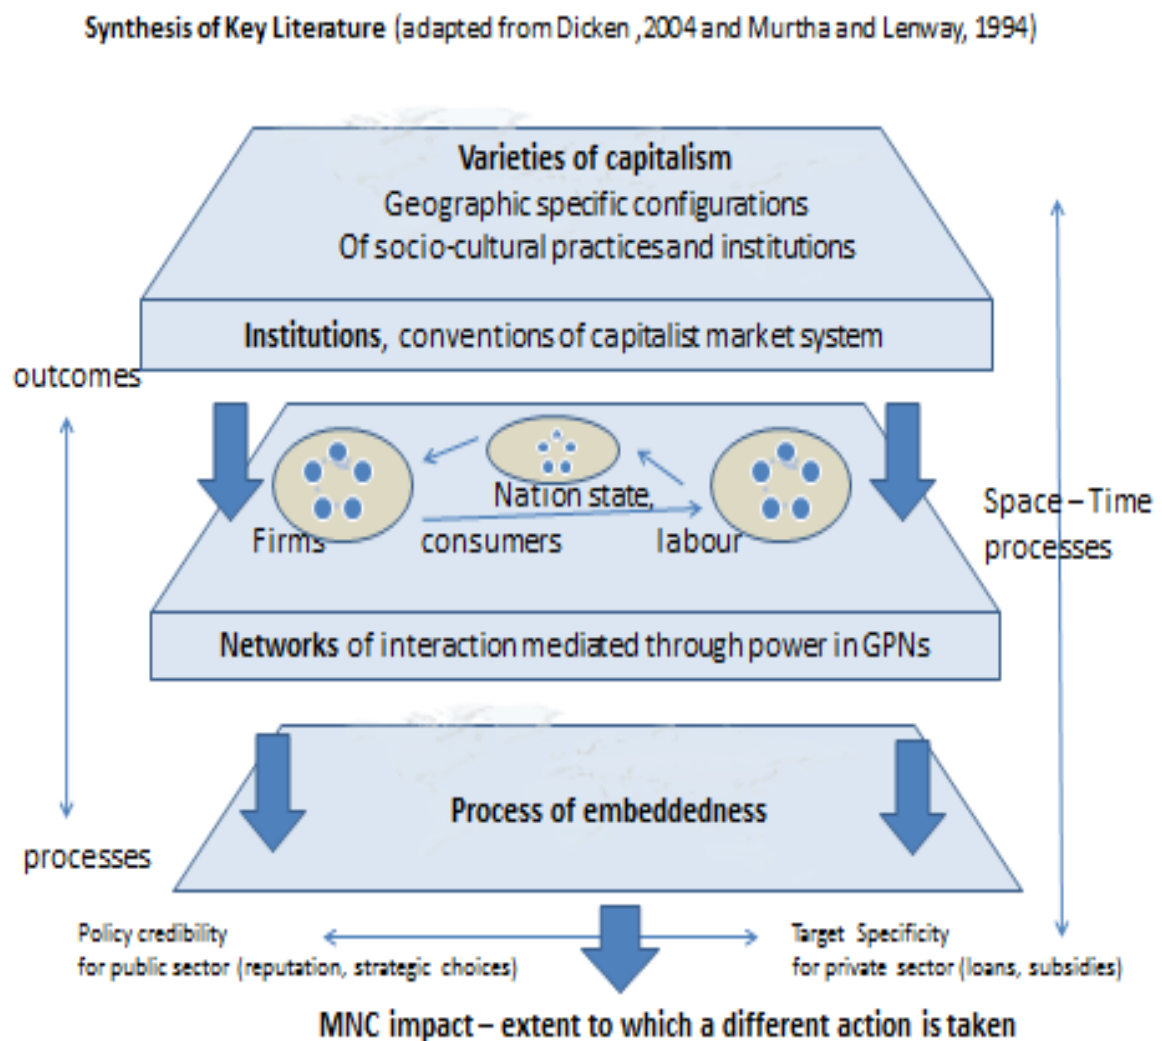 Synthesis of Key Literature (adapted from Dicken ,2004 and Murtha and Lenway, 1994)
Varieties of capitalism
Geographic specific configurations
Of socio-cultural practices and institutions
Institutions, conventions of capitalist market system
outcomes
Nation state,
Firms consumers labour
Space – Time
processes
Networks of interaction mediated through power in GPNs
Process of embeddedness
processes
Policy credibility
for public sector (reputation, strategic choices)
Target Specificity
for private sector (loans, subsidies)
MNC impact – extent to which a different action is taken